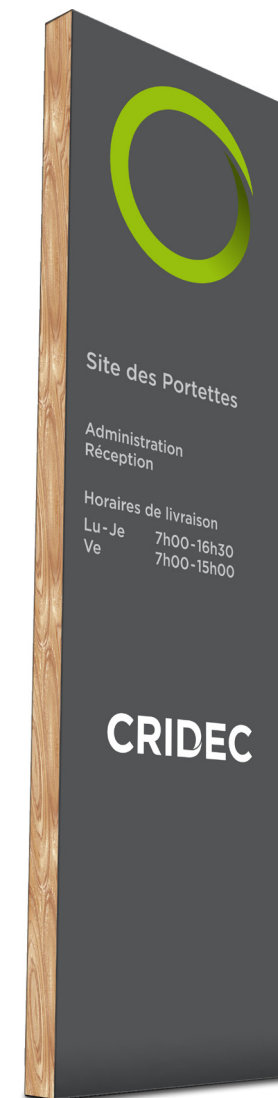 Site des Portettes
Administration
Réception
Horaires de livraison
Lu-Je 7h00-16h30
Ve 7h00-15h00
CRIDEC